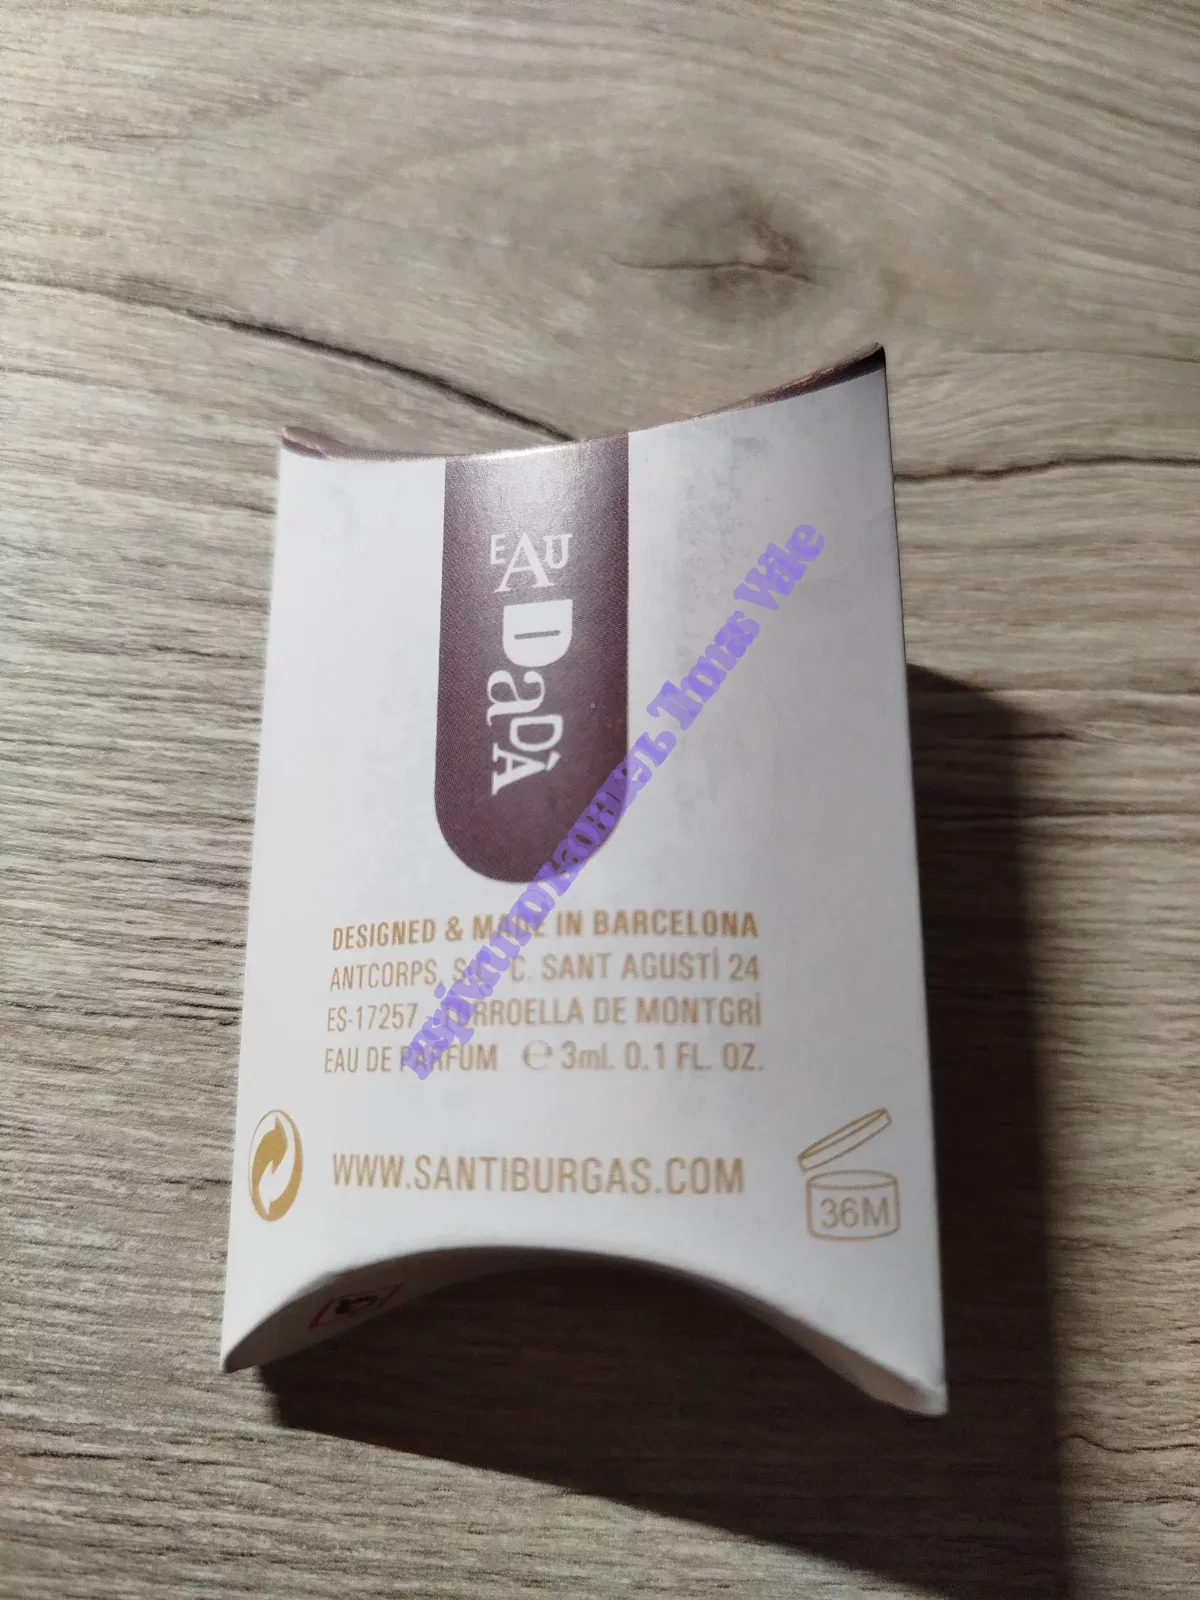 EAU
DaDÀ
DESIGNED & MADE IN BARCELONA
ANTCORPS, C. SANT AGUSTÍ 24
ES-17257 TORROELLA DE MONTGRÍ
EAU DE PARFUM ℮ 3ml. 0.1 FL. OZ.
WWW.SANTIBURGAS.COM
36M